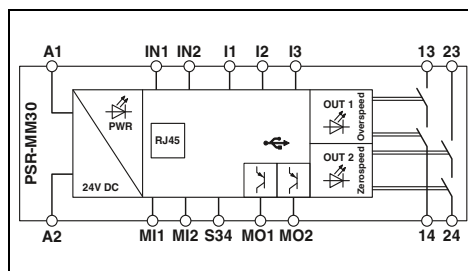 A1 IN1 IN2 I1 I2 I3 13 23
PSR-MM30
PWR
24V DC
RJ45
OUT 1
Overspeed
OUT 2
Zerospeed
A2 MI1 MI2 S34 MO1 MO2 14 24